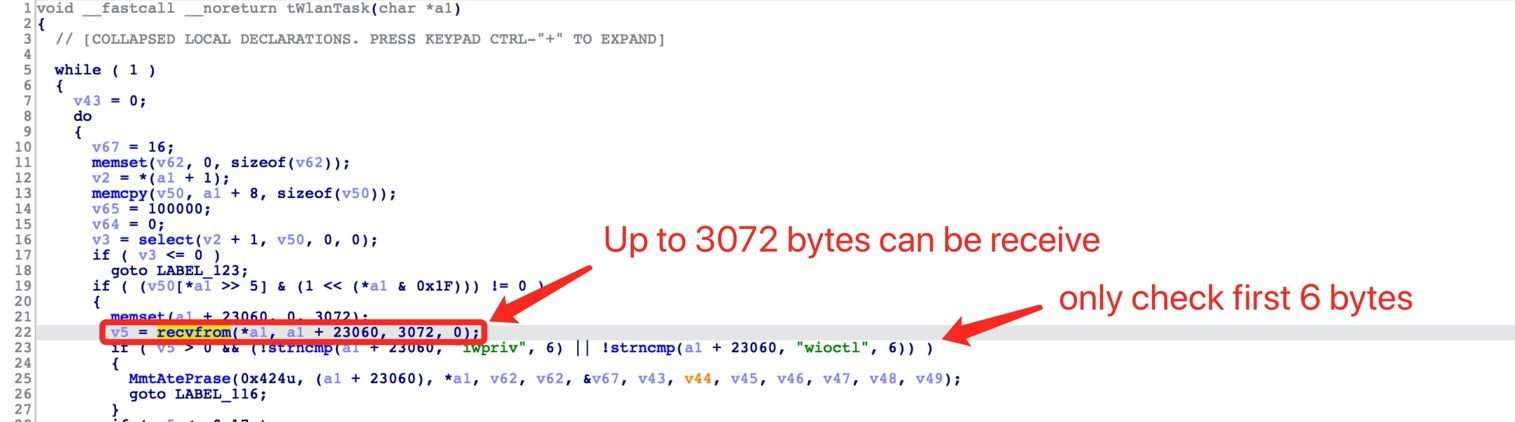 1 void __fastcall __noreturn tWlanTask(char *a1)
2 {
3 // [COLLAPSED LOCAL DECLARATIONS. PRESS KEYPAD CTRL-"+" TO EXPAND]
4
5 while ( 1 )
6 {
7 v43 = 0;
8 do
9 {
10 v67 = 16;
11 memset(v62, 0, sizeof(v62));
12 v2 = *(a1 + 1);
13 memcpy(v50, a1 + 8, sizeof(v50));
14 v65 = 100000;
15 v64 = 0;
16 v3 = select(v2 + 1, v50, 0, 0);
Up to 3072 bytes can be receive
17 if ( v3 <= 0 )
18 goto LABEL_123;
19 if ( (v50[*a1 >> 5] & (1 << (*a1 & 0x1F))) != 0 )
only check first 6 bytes
20 {
21 memset(a1 + 23060, 0, 3072);
22 v5 = recvfrom(*a1, a1 + 23060, 3072, 0);
23 if ( v5 > 0 && (!strncmp(a1 + 23060, "iwpriv", 6) || !strncmp(a1 + 23060, "wioctl", 6)) )
24 {
25 MmtAtePrase(0x424u, (a1 + 23060), *a1, v62, v62, &v67, v43, v44, v45, v46, v47, v48, v49);
26 goto LABEL_116;
27 }